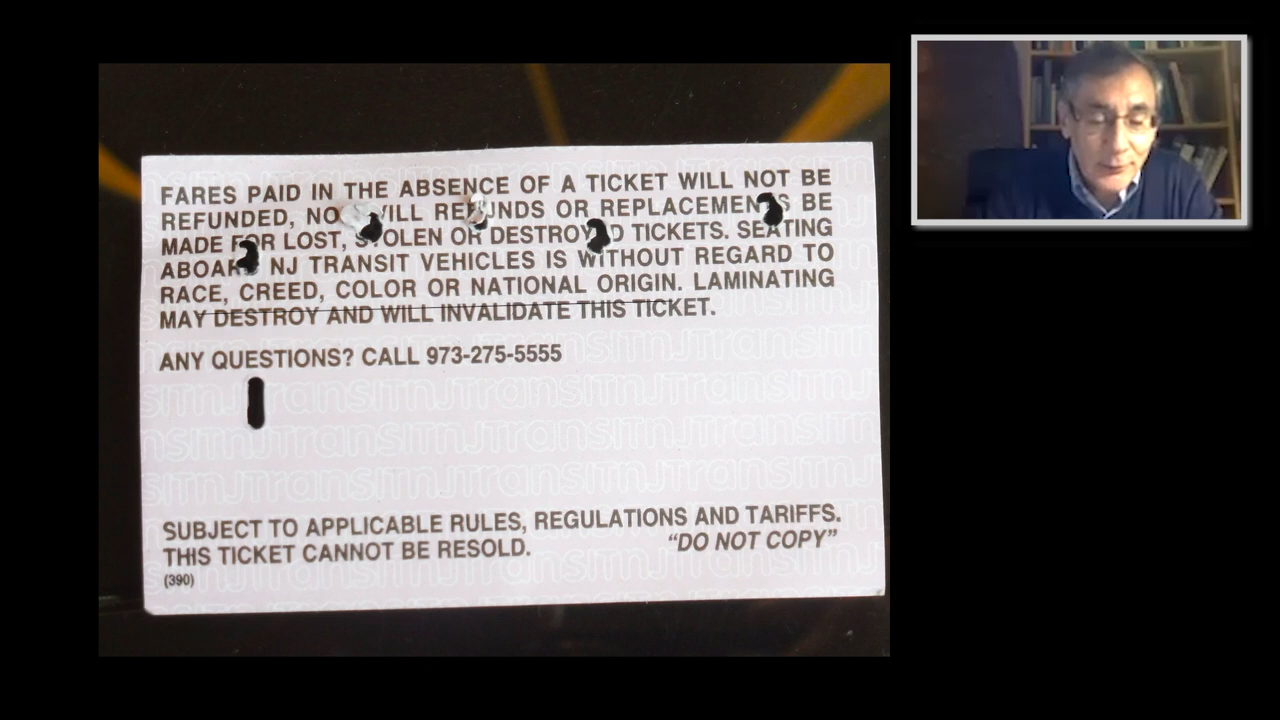 FARES PAID IN THE ABSENCE OF A TICKET WILL NOT BE
REFUNDED, NOR WILL REFUNDS OR REPLACEMENTS BE
MADE FOR LOST, STOLEN OR DESTROYED TICKETS. SEATING
ABOARD NJ TRANSIT VEHICLES IS WITHOUT REGARD TO
RACE, CREED, COLOR OR NATIONAL ORIGIN. LAMINATING
MAY DESTROY AND WILL INVALIDATE THIS TICKET.
ANY QUESTIONS? CALL 973-275-5555
SUBJECT TO APPLICABLE RULES, REGULATIONS AND TARIFFS.
THIS TICKET CANNOT BE RESOLD. “DO NOT COPY”
(390)